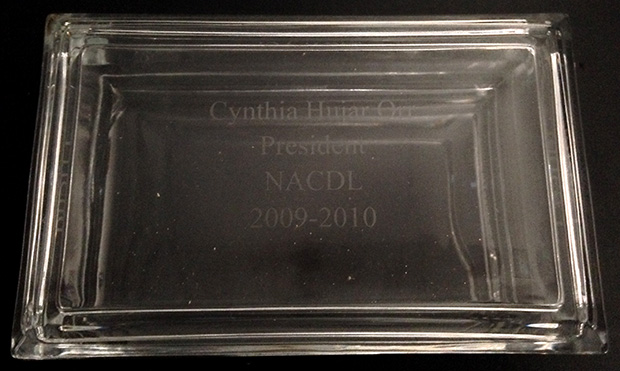 Cynthia Hujar Orr
President
NACDL
2009-2010